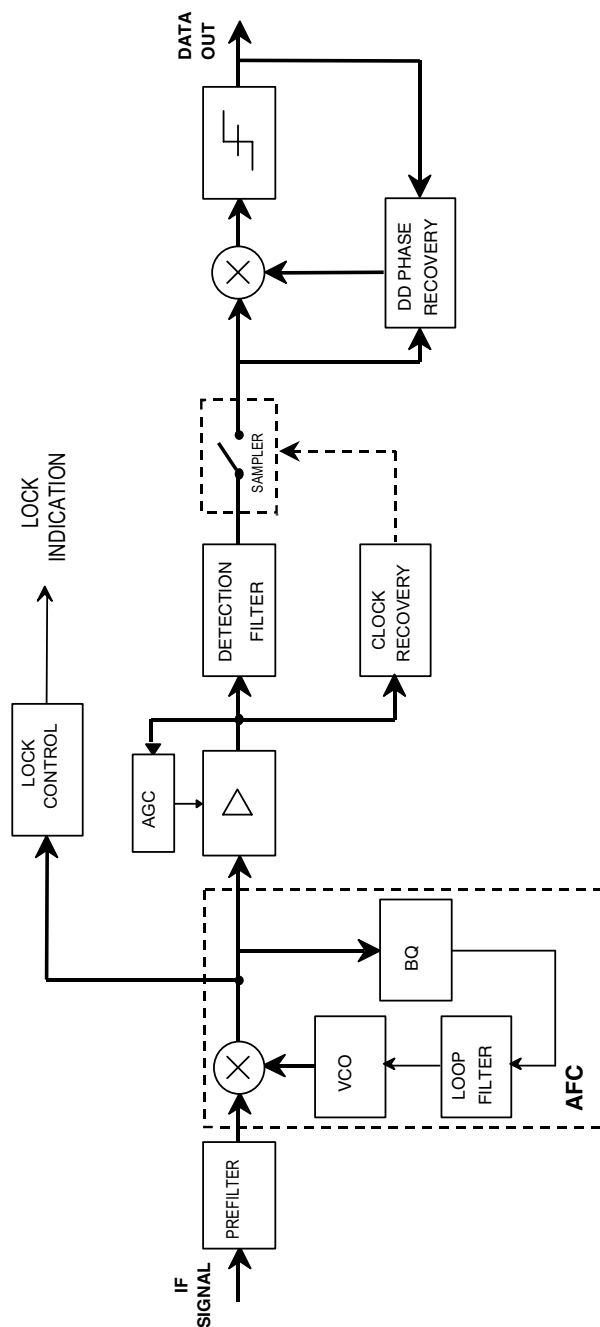 IF
SIGNAL
PREFILTER
VCO
LOOP
FILTER
BQ
AFC
LOCK
CONTROL
LOCK
INDICATION
AGC
DETECTION
FILTER
CLOCK
RECOVERY
SAMPLER
DD PHASE
RECOVERY
DATA
OUT